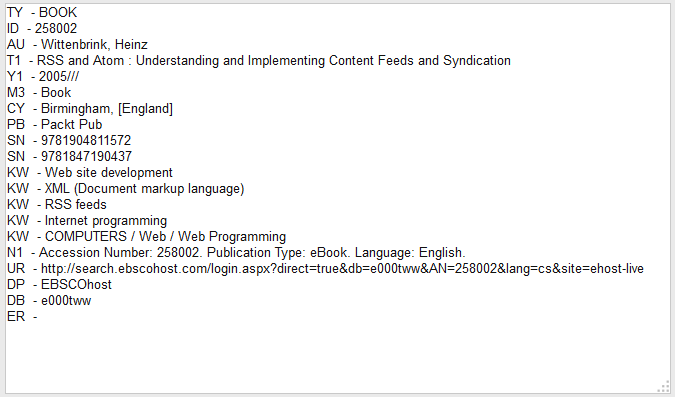 TY  - BOOK
ID  - 258002
AU  - Wittenbrink, Heinz
T1  - RSS and Atom : Understanding and Implementing Content Feeds and Syndication
Y1  - 2005///
M3  - Book
CY  - Birmingham, [England]
PB  - Packt Pub
SN  - 9781904811572
SN  - 9781847190437
KW  - Web site development
KW  - XML (Document markup language)
KW  - RSS feeds
KW  - Internet programming
KW  - COMPUTERS / Web / Web Programming
N1  - Accession Number: 258002. Publication Type: eBook. Language: English.
UR  - http://search.ebscohost.com/login.aspx?direct=true&db=e000tww&AN=258002&lang=cs&site=ehost-live
DP  - EBSCOhost
DB  - e000tww
ER  -